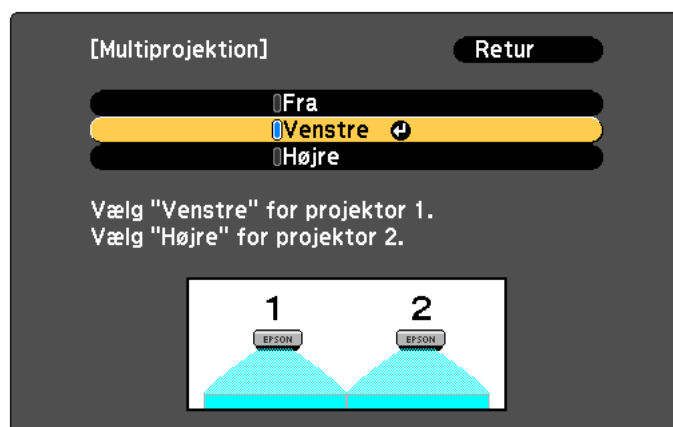 [Multiprojektion] Retur
Fra
Venstre
Højre
Vælg "Venstre" for projektor 1.
Vælg "Højre" for projektor 2.
1 2
EPSON EPSON